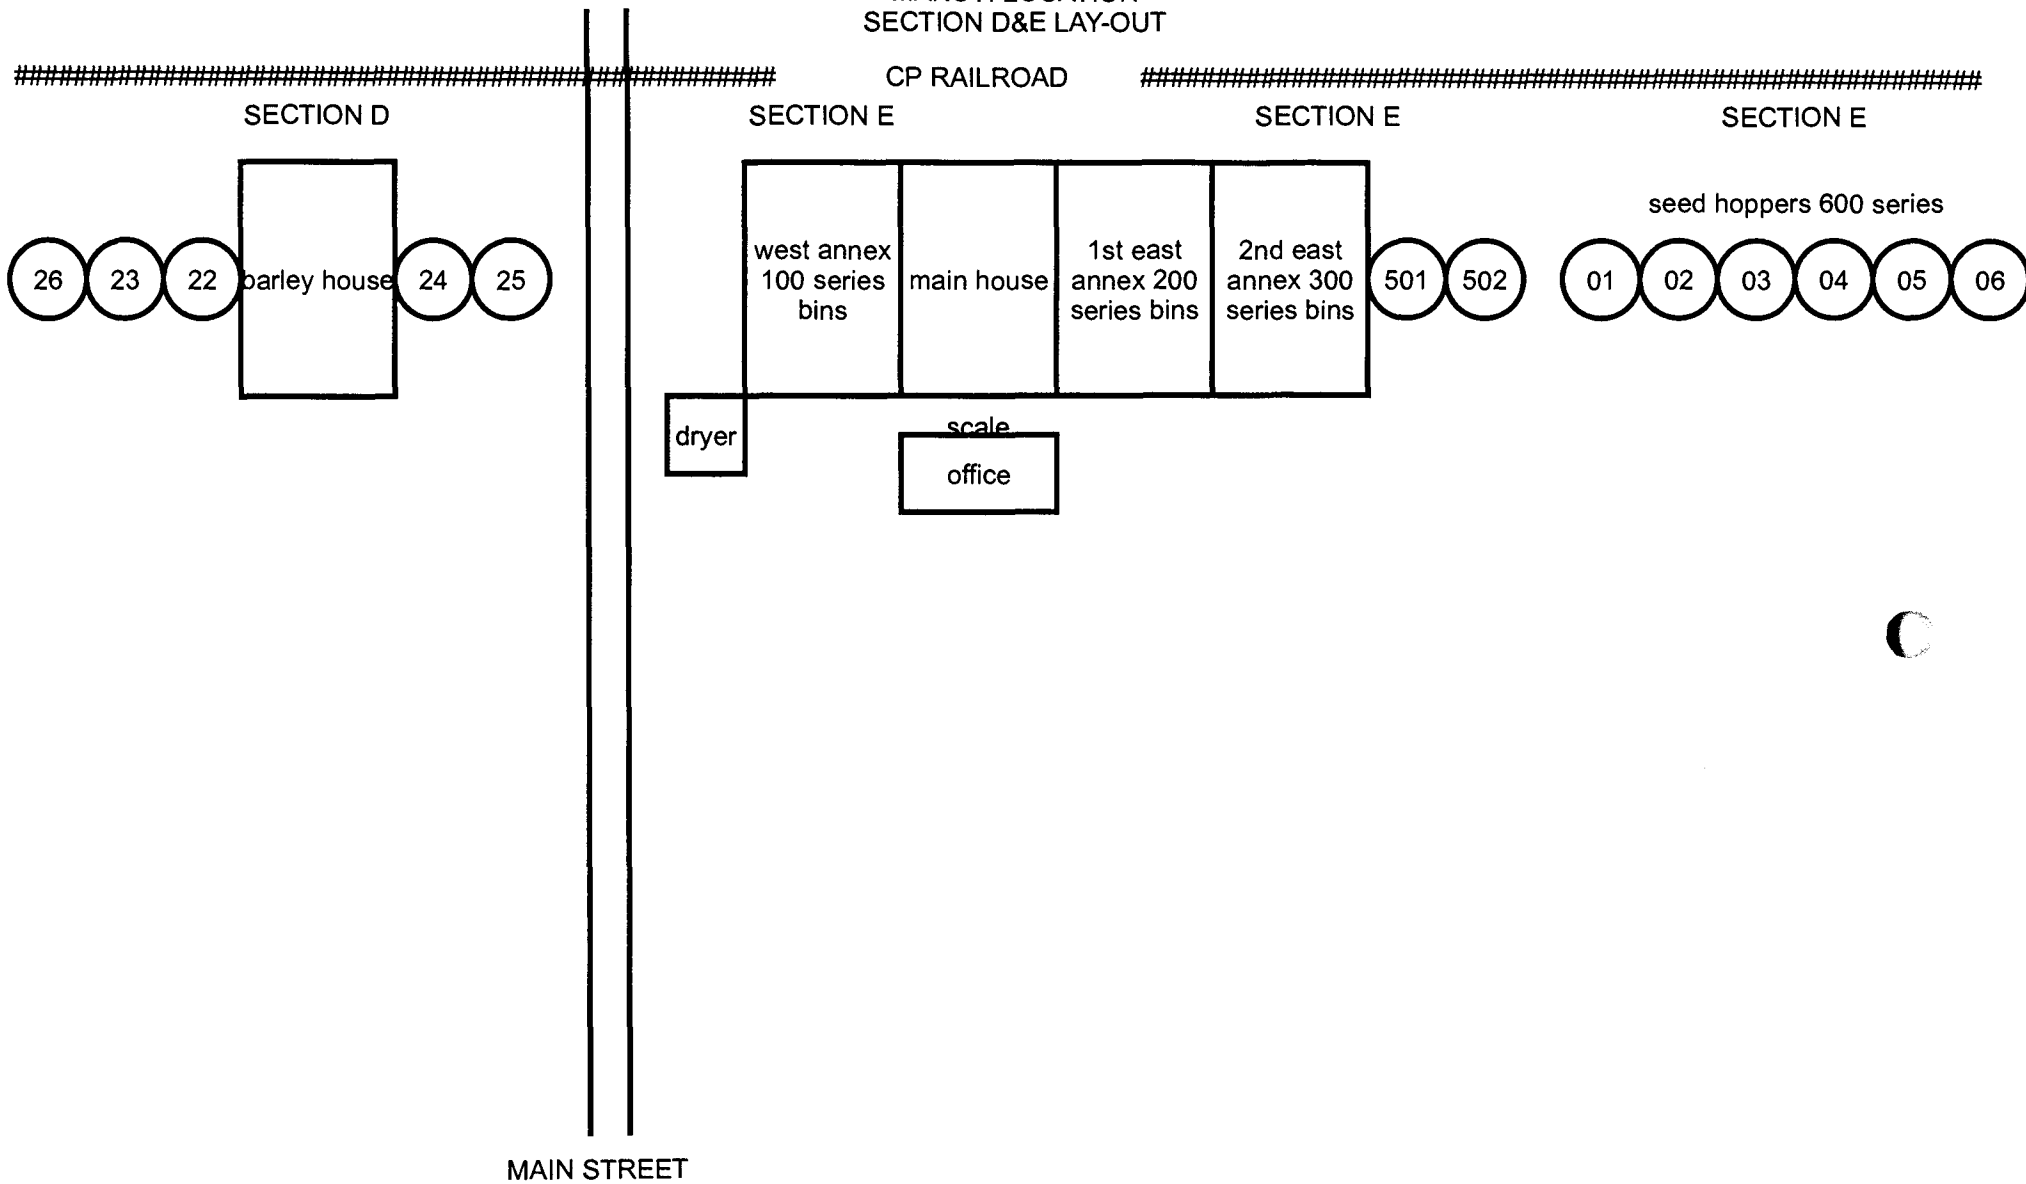 SECTION D&E LAY-OUT
CP RAILROAD
SECTION D
SECTION E
SECTION E
SECTION E
seed hoppers 600 series
26
23
22
barley house
24
25
west annex
100 series
bins
main house
1st east
annex 200
series bins
2nd east
annex 300
series bins
501
502
01
02
03
04
05
06
dryer
scale
office
MAIN STREET